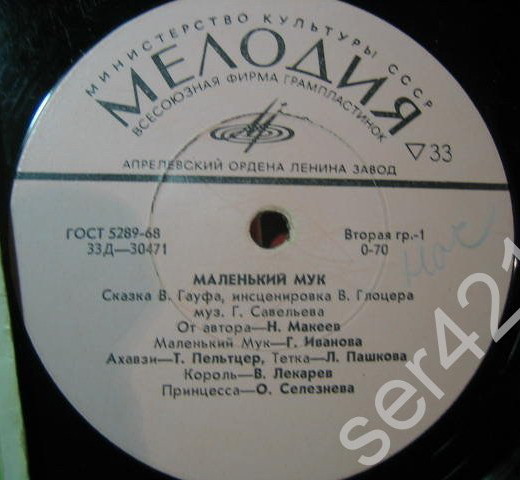 МИНИСТЕРСТВО КУЛЬТУРЫ СССР
МЕЛОДИЯ
ВСЕСОЮЗНАЯ ФИРМА ГРАМПЛАСТИНОК
АПРЕЛЕВСКИЙ ОРДЕНА ЛЕНИНА ЗАВОД
▽33
ГОСТ 5289-68
33Д—30471
Вторая гр.-1
0-70
МАЛЕНЬКИЙ МУК
Сказка В. Гауфа, инсценировка В. Глоцера
муз. Г. Савельева
От автора—Н. Макеев
Маленький Мук—Г. Иванова
Ахавзи—Т. Пельтцер, Тетка—Л. Пашкова
Король—В. Лекарев
Принцесса—О. Селезнева
ser421